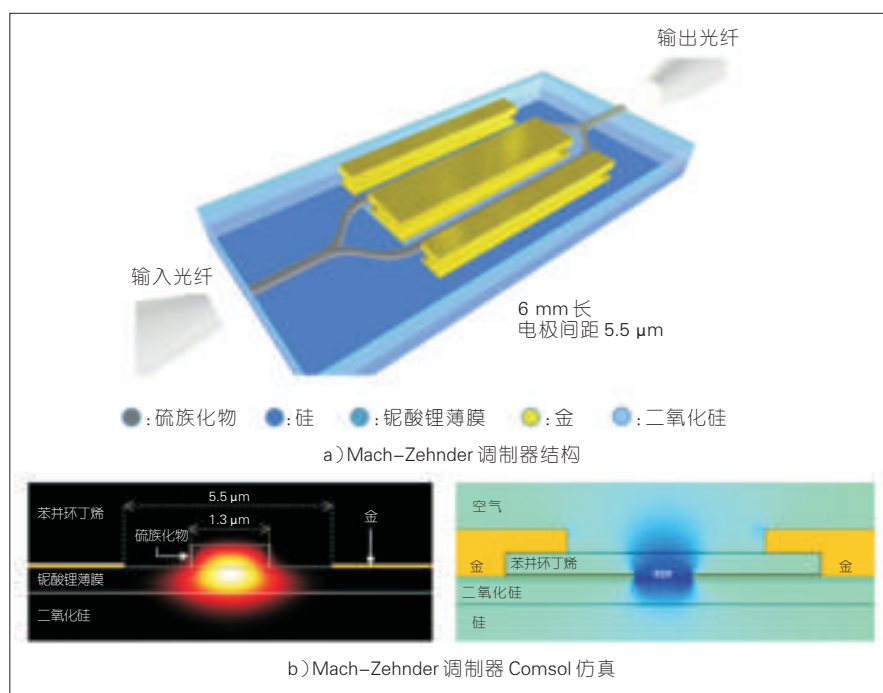 输出光纤
输入光纤
6 mm 长
电极间距 5.5 μm
:硫族化物 :硅 :铌酸锂薄膜 :金 :二氧化硅
a)Mach–Zehnder 调制器结构
5.5 μm
苯并环丁烯
1.3 μm
金
硫族化物
铌酸锂薄膜
二氧化硅
空气
金
苯并环丁烯
金
二氧化硅
硅
b)Mach–Zehnder 调制器 Comsol 仿真